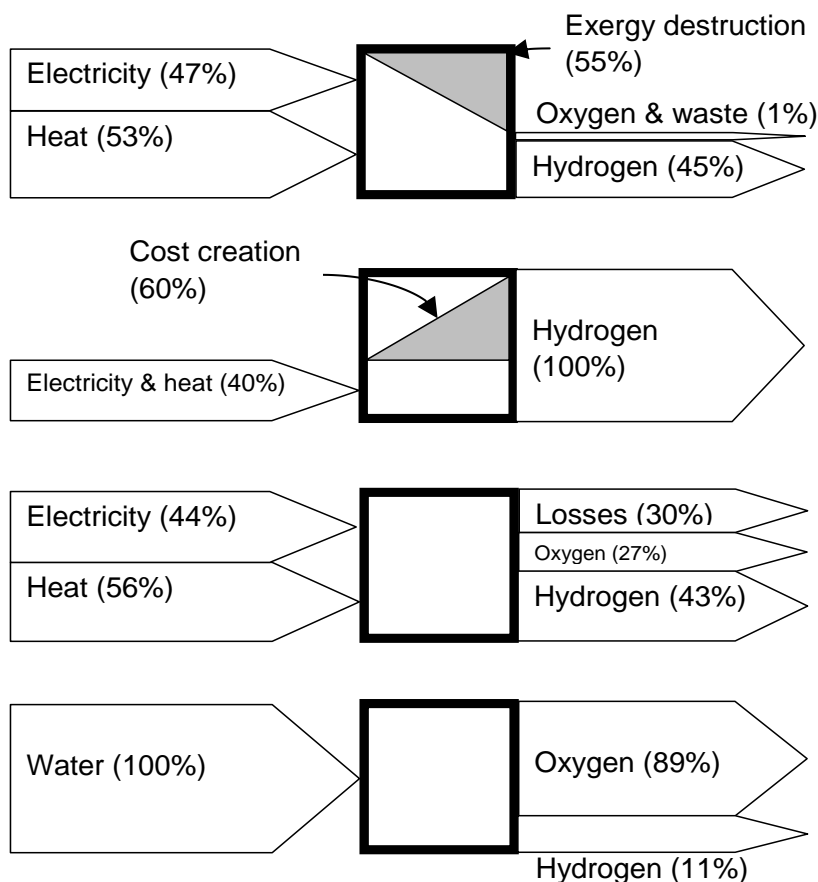 Exergy destruction
(55%)
Electricity (47%)
Oxygen & waste (1%)
Heat (53%)
Hydrogen (45%)
Cost creation
(60%)
Hydrogen
(100%)
Electricity & heat (40%)
Electricity (44%)
Losses (30%)
Oxygen (27%)
Heat (56%)
Hydrogen (43%)
Water (100%)
Oxygen (89%)
Hydrogen (11%)